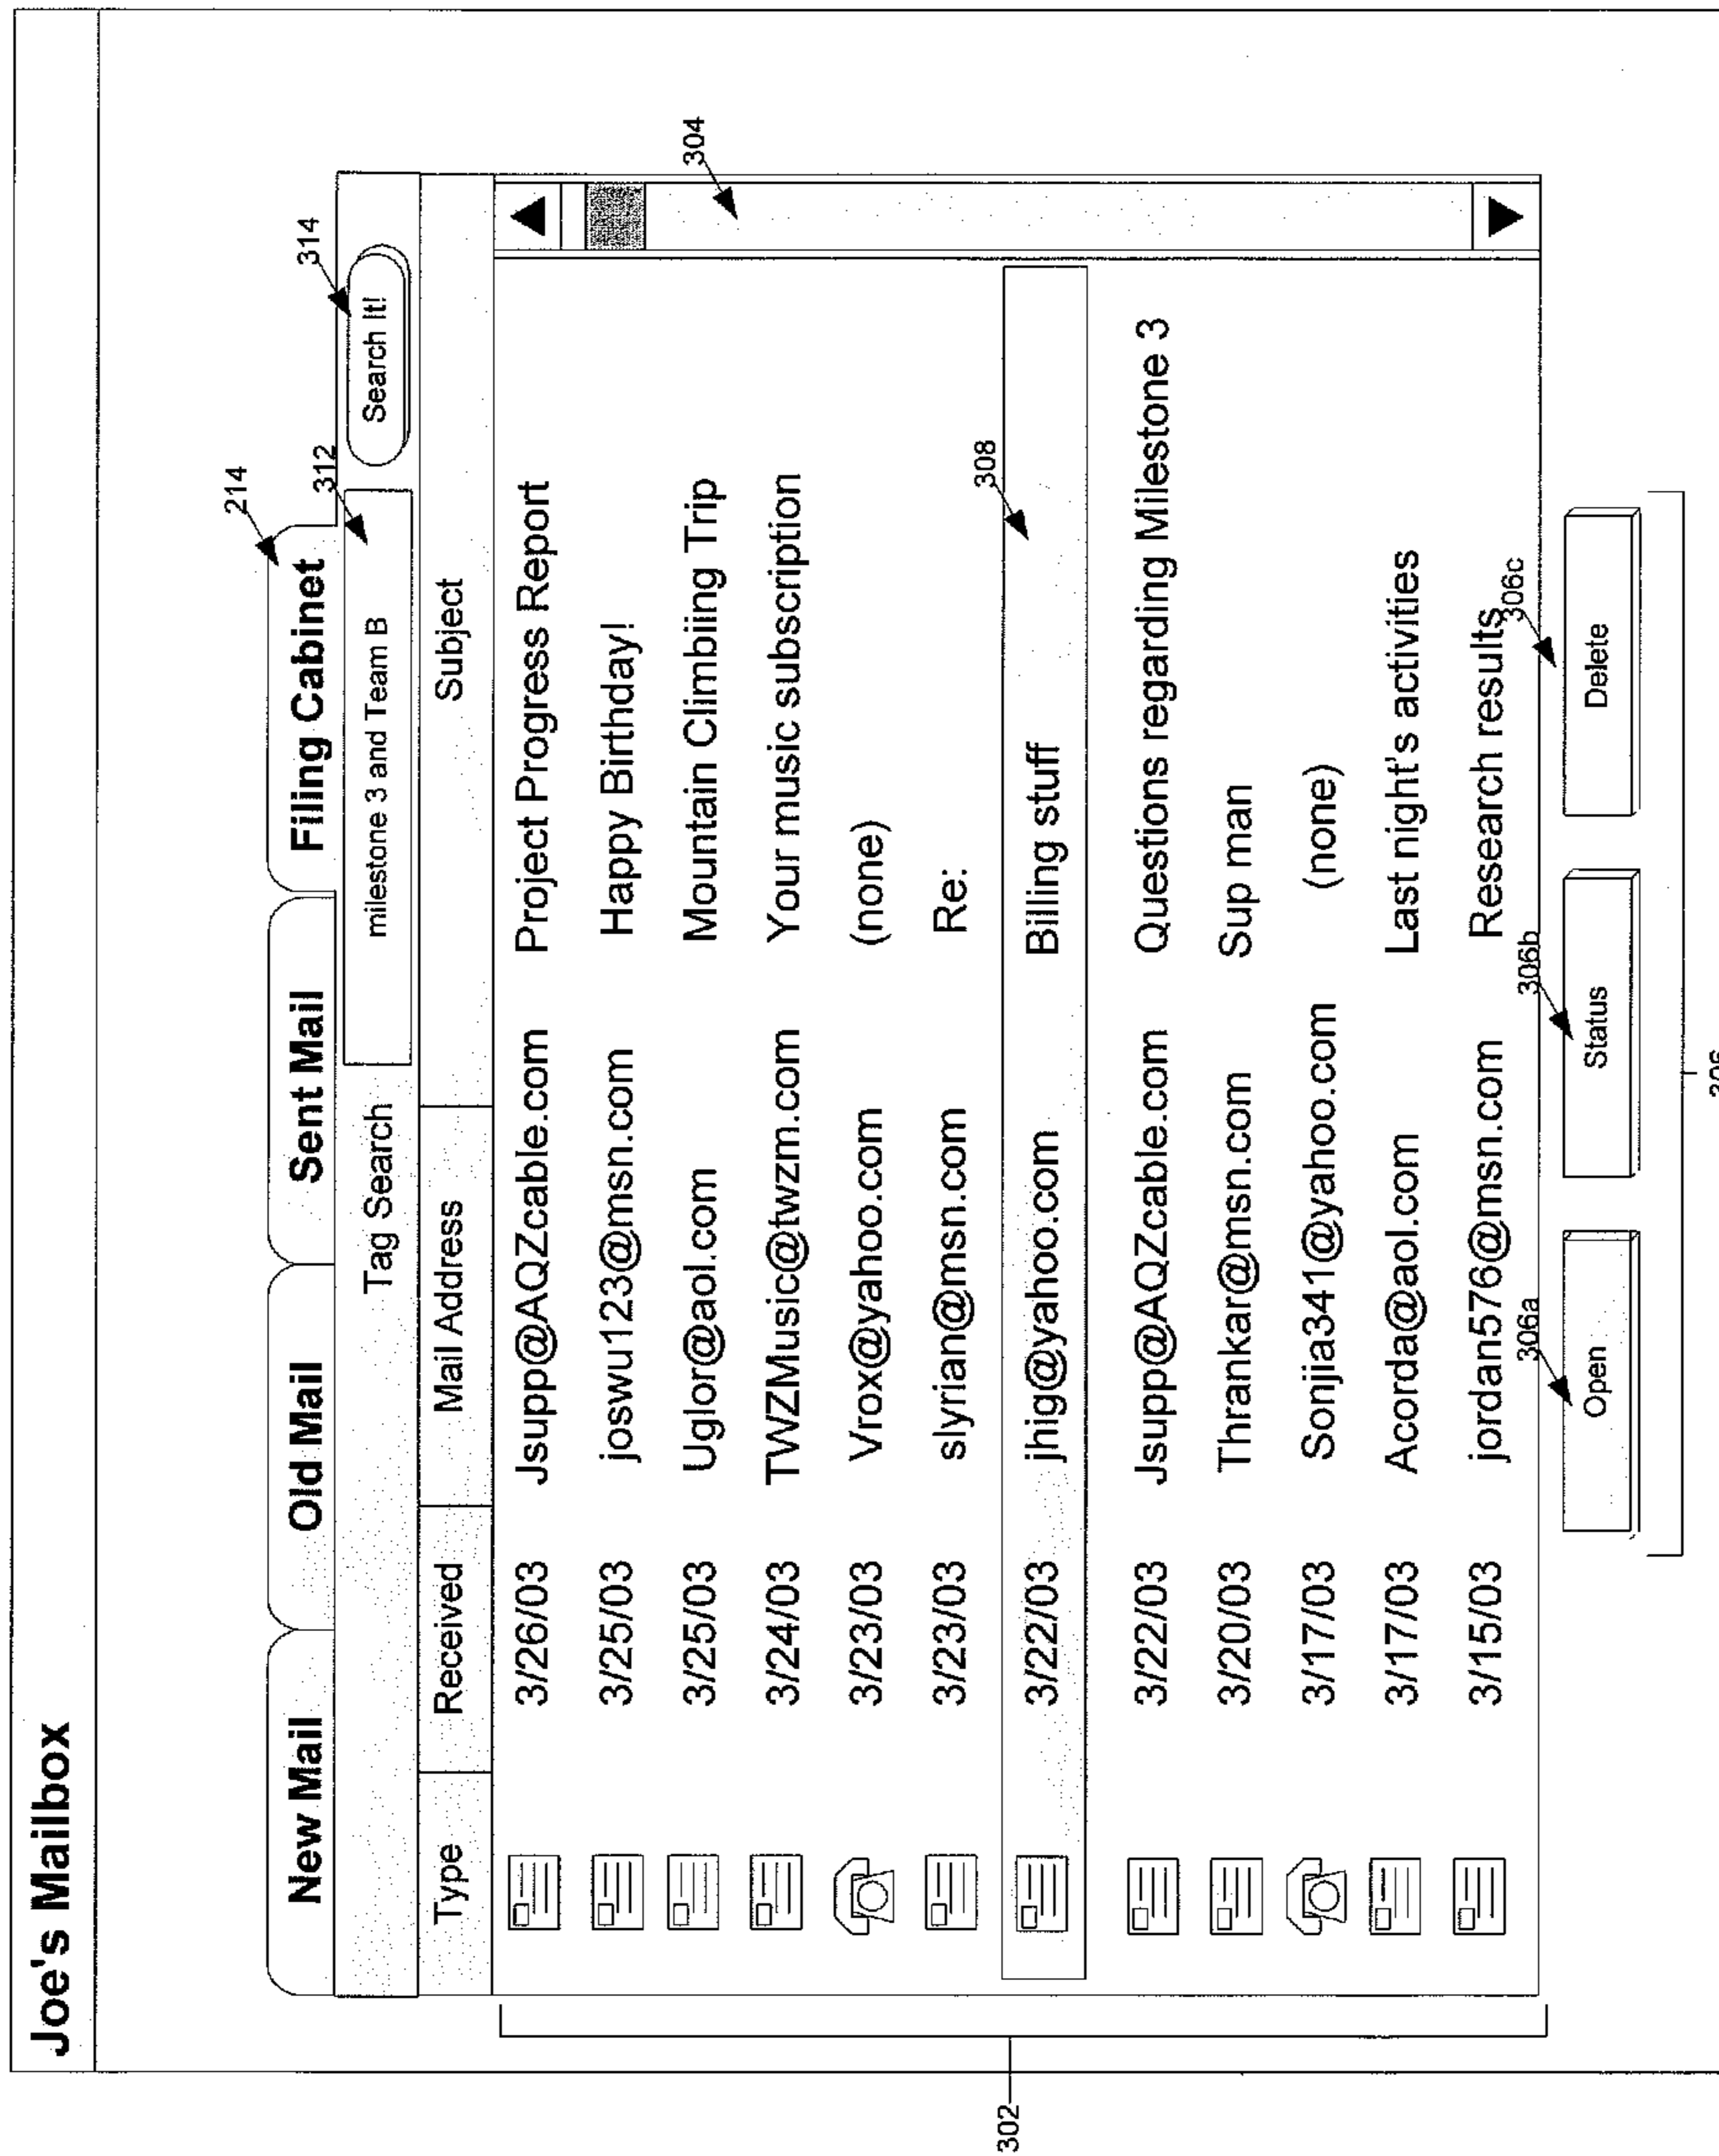 Joe's Mailbox
214
New Mail Old Mail Sent Mail Filing Cabinet
312 314
Tag Search milestone 3 and Team B Search It!
Type Received Mail Address Subject
3/26/03 Jsupp@AQZcable.com Project Progress Report
3/25/03 joswu123@msn.com Happy Birthday!
3/25/03 Uglor@aol.com Mountain Climbiing Trip
304
3/24/03 TWZMusic@twzm.com Your music subscription
3/23/03 Vrox@yahoo.com (none)
3/23/03 slyrian@msn.com Re:
308
302
3/22/03 jhig@yahoo.com Billing stuff
3/22/03 Jsupp@AQZcable.com Questions regarding Milestone 3
3/20/03 Thrankar@msn.com Sup man
3/17/03 Sonjia341@yahoo.com (none)
3/17/03 Acorda@aol.com Last night's activities
3/15/03 jordan576@msn.com Research results
306a 306b 306c
Open Status Delete
306